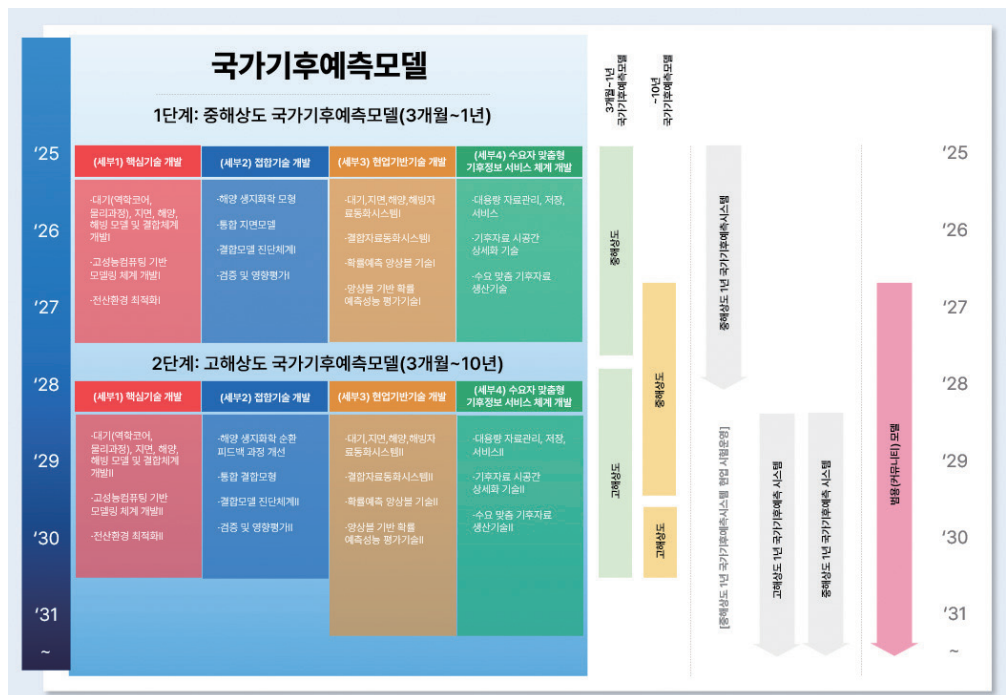 국가기후예측모델
1단계: 중해상도 국가기후예측모델(3개월~1년)
'25
'26
'27
'28
'29
'30
'31
~
(세부1) 핵심기술 개발
-대기(역학코어,
물리과정), 지면, 해양,
해빙 모델 및 결합체계
개발I
-고성능컴퓨팅 기반
모델링 체계 개발I
-전산환경 최적화I
(세부2) 접합기술 개발
-해양 생지화학 모형
-통합 지면모델
-결합모델 진단체계I
-검증 및 영향평가I
(세부3) 현업기반기술 개발
-대기,지면,해양,해빙자
료동화시스템I
-결합자료동화시스템I
-확률예측 앙상블 기술I
-앙상블 기반 확률
예측성능 평가기술I
(세부4) 수요자 맞춤형
기후정보 서비스 체계 개발
-대용량 자료관리, 저장,
서비스
-기후자료 시공간
상세화 기술
-수요 맞춤 기후자료
생산기술
2단계: 고해상도 국가기후예측모델(3개월~10년)
(세부1) 핵심기술 개발
-대기(역학코어,
물리과정), 지면, 해양,
해빙 모델 및 결합체계
개발II
-고성능컴퓨팅 기반
모델링 체계 개발II
-전산환경 최적화II
(세부2) 접합기술 개발
-해양 생지화학 순환
피드백 과정 개선
-통합 결합모형
-결합모델 진단체계II
-검증 및 영향평가II
(세부3) 현업기반기술 개발
-대기,지면,해양,해빙자
료동화시스템II
-결합자료동화시스템II
-확률예측 앙상블 기술II
-앙상블 기반 확률
예측성능 평가기술II
(세부4) 수요자 맞춤형
기후정보 서비스 체계 개발
-대용량 자료관리, 저장,
서비스II
-기후자료 시공간
상세화 기술II
-수요 맞춤 기후자료
생산기술II
3개월~1년
국가기후예측모델
~10년
국가기후예측모델
중해상도
고해상도
중해상도
고해상도
중해상도 1년 국가기후예측시스템
[중해상도 1년 국가기후예측시스템 현업 시험운영]
고해상도 1년 국가기후예측 시스템
중해상도 1년 국가기후예측 시스템
범용(커뮤니티) 모델
'25
'26
'27
'28
'29
'30
'31
~